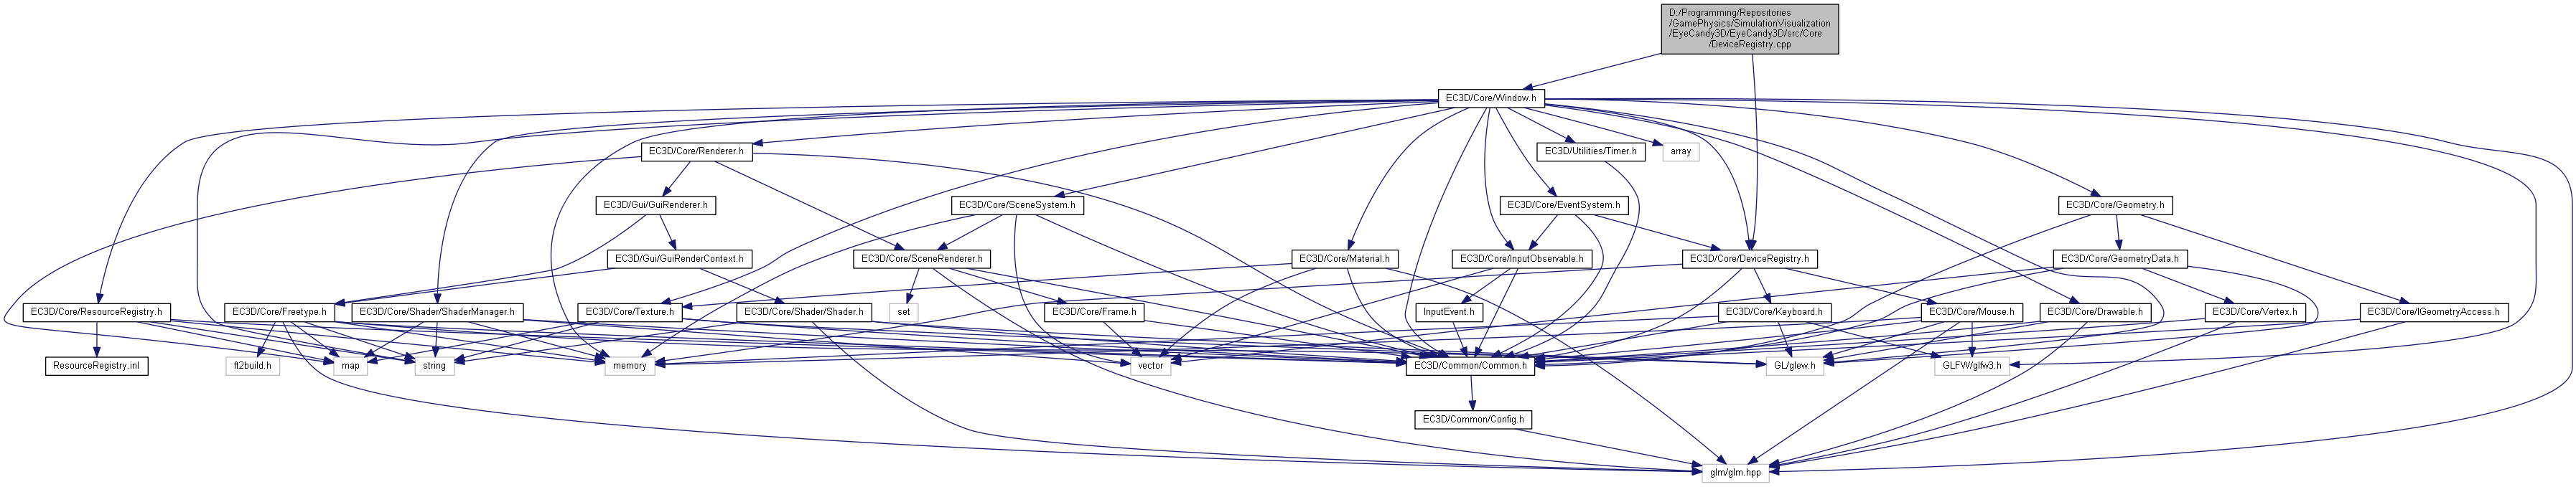 D:/Programming/Repositories
/GamePhysics/SimulationVisualization
/EyeCandy3D/EyeCandy3D/src/Core
/DeviceRegistry.cpp
EC3D/Core/Window.h
EC3D/Core/Renderer.h
EC3D/Utilities/Timer.h
array
EC3D/Gui/GuiRenderer.h
EC3D/Core/SceneSystem.h
EC3D/Core/EventSystem.h
EC3D/Core/Geometry.h
EC3D/Gui/GuiRenderContext.h
EC3D/Core/SceneRenderer.h
EC3D/Core/Material.h
EC3D/Core/InputObservable.h
EC3D/Core/DeviceRegistry.h
EC3D/Core/GeometryData.h
EC3D/Core/ResourceRegistry.h
EC3D/Core/Freetype.h
EC3D/Core/Shader/ShaderManager.h
EC3D/Core/Texture.h
EC3D/Core/Shader/Shader.h
set
EC3D/Core/Frame.h
InputEvent.h
EC3D/Core/Keyboard.h
EC3D/Core/Mouse.h
EC3D/Core/Drawable.h
EC3D/Core/Vertex.h
EC3D/Core/IGeometryAccess.h
ResourceRegistry.inl
ft2build.h
map
string
memory
vector
EC3D/Common/Common.h
GL/glew.h
GLFW/glfw3.h
EC3D/Common/Config.h
glm/glm.hpp